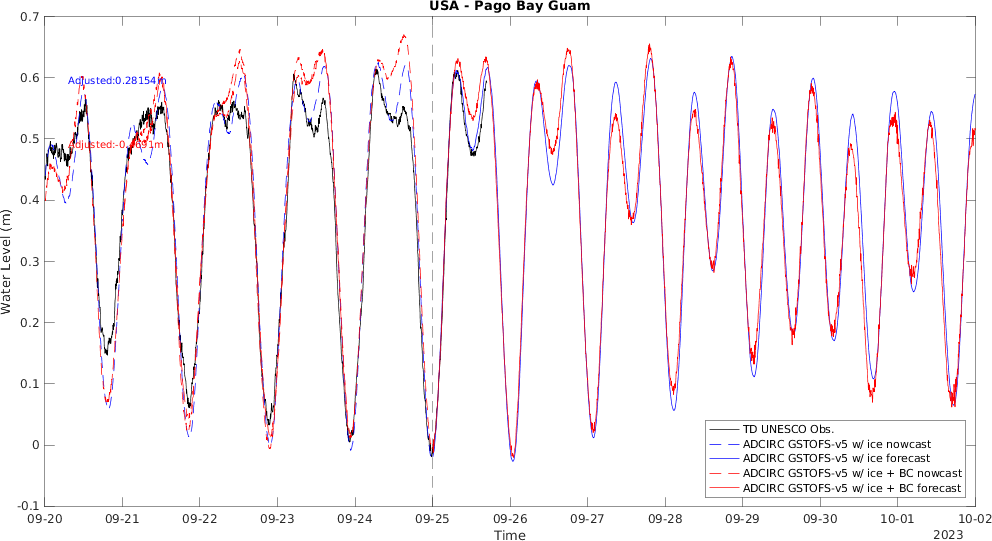 USA - Pago Bay Guam
0.7
0.6
0.5
0.4
0.3
0.2
0.1
0
-0.1
Water Level (m)
Adjusted:0.28154m
09-20
09-21
09-22
09-23
09-24
09-25
09-26
09-27
09-28
09-29
09-30
10-01
10-02
Time
2023
TD UNESCO Obs.
ADCIRC GSTOFS-v5 w/ ice nowcast
ADCIRC GSTOFS-v5 w/ ice forecast
ADCIRC GSTOFS-v5 w/ ice + BC nowcast
ADCIRC GSTOFS-v5 w/ ice + BC forecast